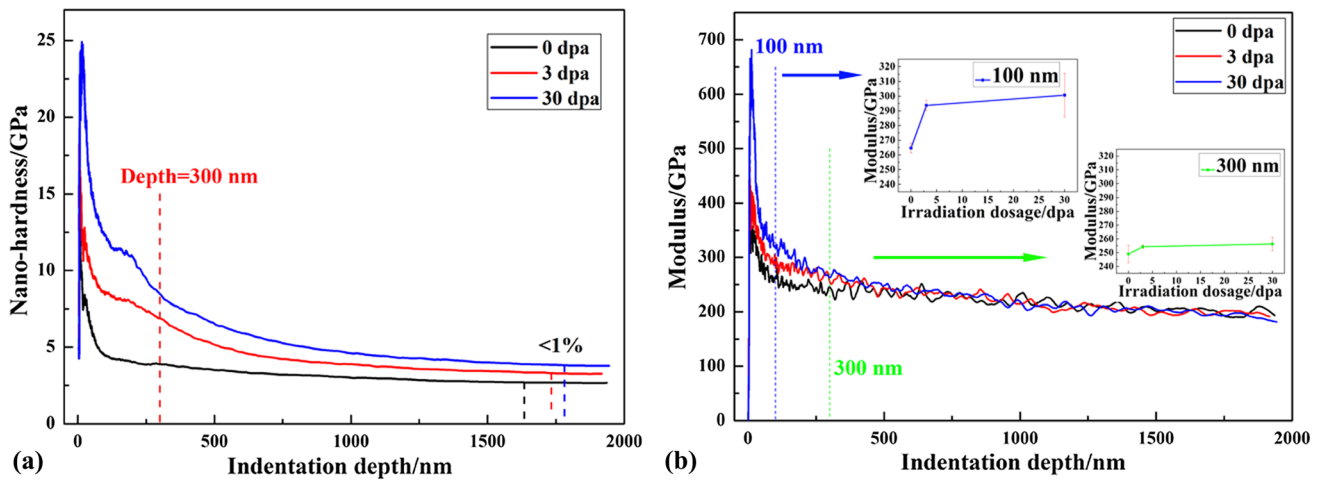 25
20
15
10
5
0
Nano-hardness/GPa
0 dpa
3 dpa
30 dpa
Depth=300 nm
<1%
0 500 1000 1500 2000
Indentation depth/nm
(a)
700
600
500
400
300
200
100
0
Modulus/GPa
100 nm
0 dpa
3 dpa
30 dpa
320
310
300
290
280
270
260
250
240
Modulus/GPa
100 nm
0 5 10 15 20 25 30
Irradiation dosage/dpa
320
310
300
290
280
270
260
250
240
Modulus/GPa
300 nm
0 5 10 15 20 25 30
Irradiation dosage/dpa
300 nm
0 500 1000 1500 2000
Indentation depth/nm
(b)